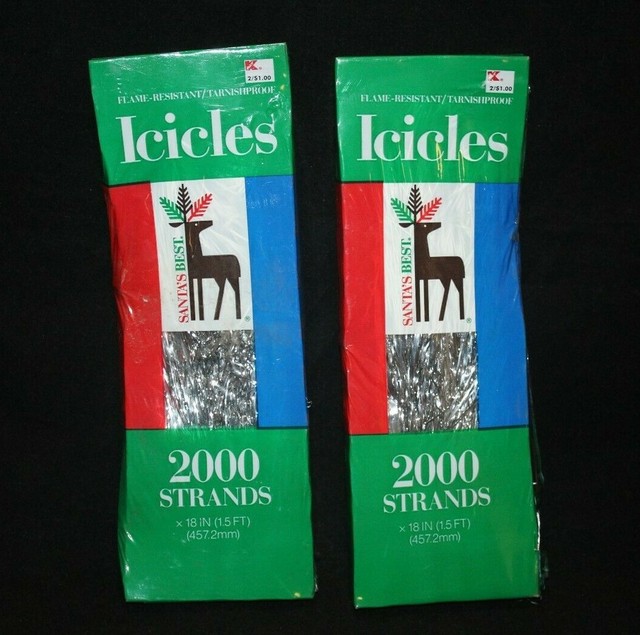 K
2/$1.00
FLAME-RESISTANT/TARNISHPROOF
Icicles
SANTA'S BEST.
®
2000
STRANDS
× 18 IN (1.5 FT)
(457.2mm)
K
2/$1.00
FLAME-RESISTANT/TARNISHPROOF
Icicles
SANTA'S BEST.
®
2000
STRANDS
× 18 IN (1.5 FT)
(457.2mm)